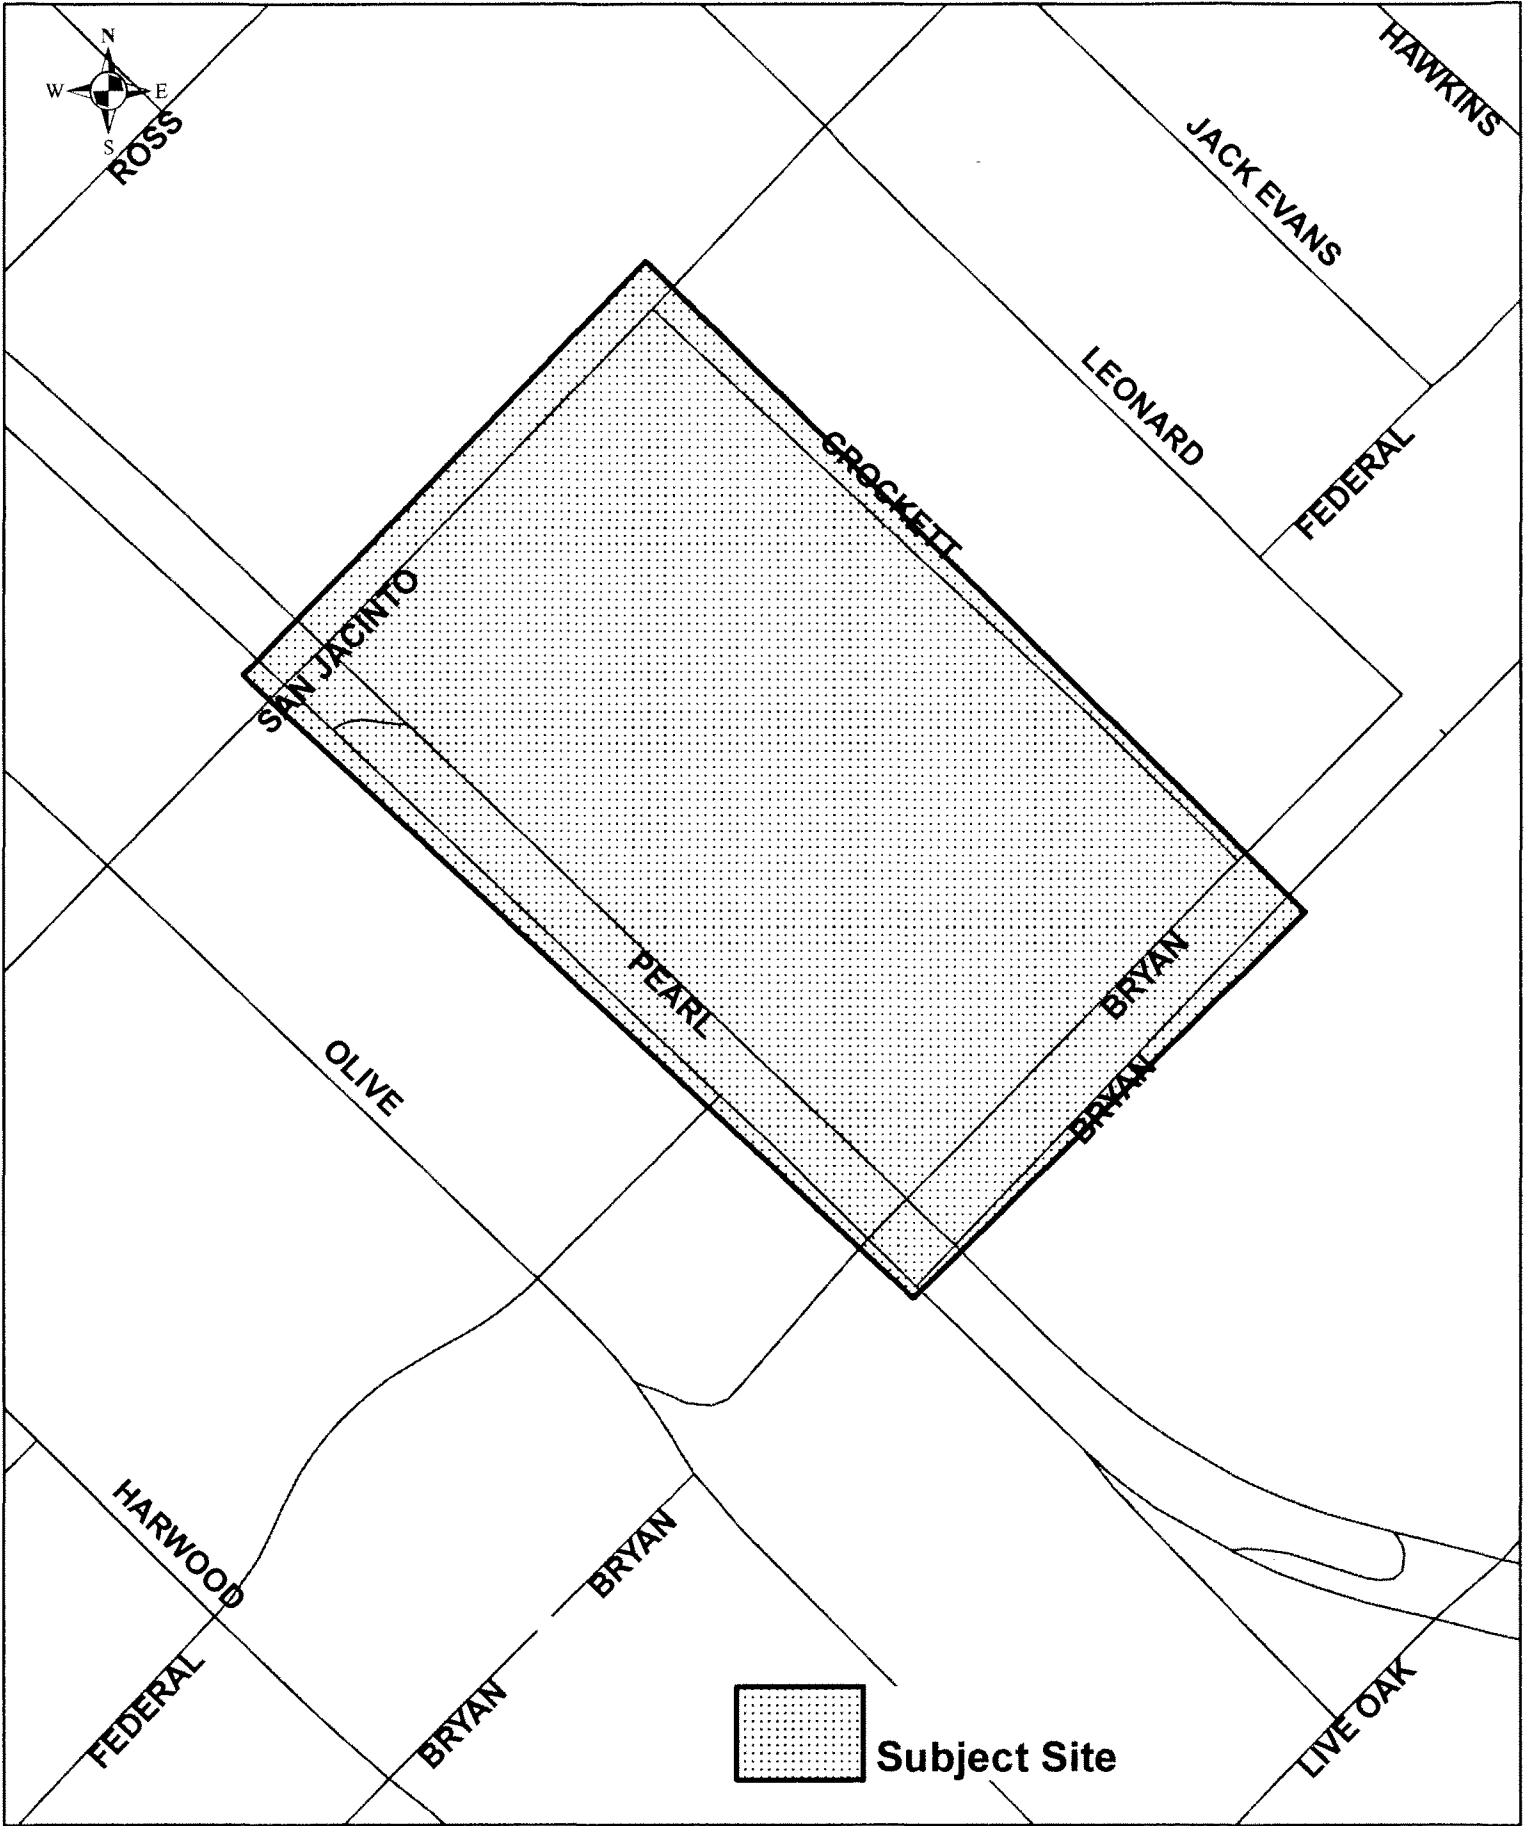 N
W
E
S
ROSS
HAWKINS
JACK EVANS
LEONARD
FEDERAL
CROCKETT
SAN JACINTO
PEARL
BRYAN
BRYAN
OLIVE
HARWOOD
BRYAN
FEDERAL
BRYAN
LIVE OAK
Subject Site